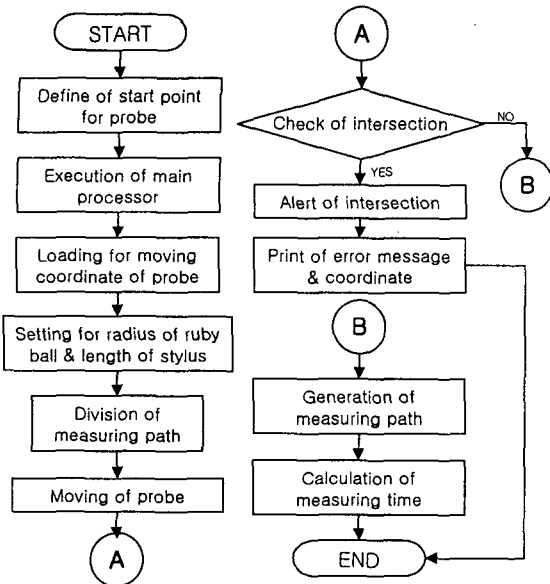 START
Define of start point
for probe
Execution of main
processor
Loading for moving
coordinate of probe
Setting for radius of ruby
ball & length of stylus
Division of
measuring path
Moving of probe
A
A
Check of intersection
NO
B
YES
Alert of intersection
Print of error message
& coordinate
B
Generation of
measuring path
Calculation of
measuring time
END